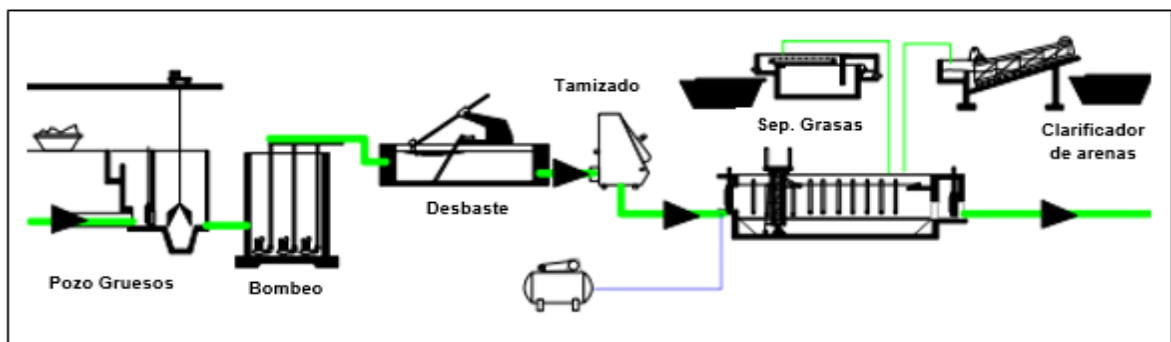 Pozo Gruesos
Bombeo
Desbaste
Tamizado
Sep. Grasas
Clarificador
de arenas